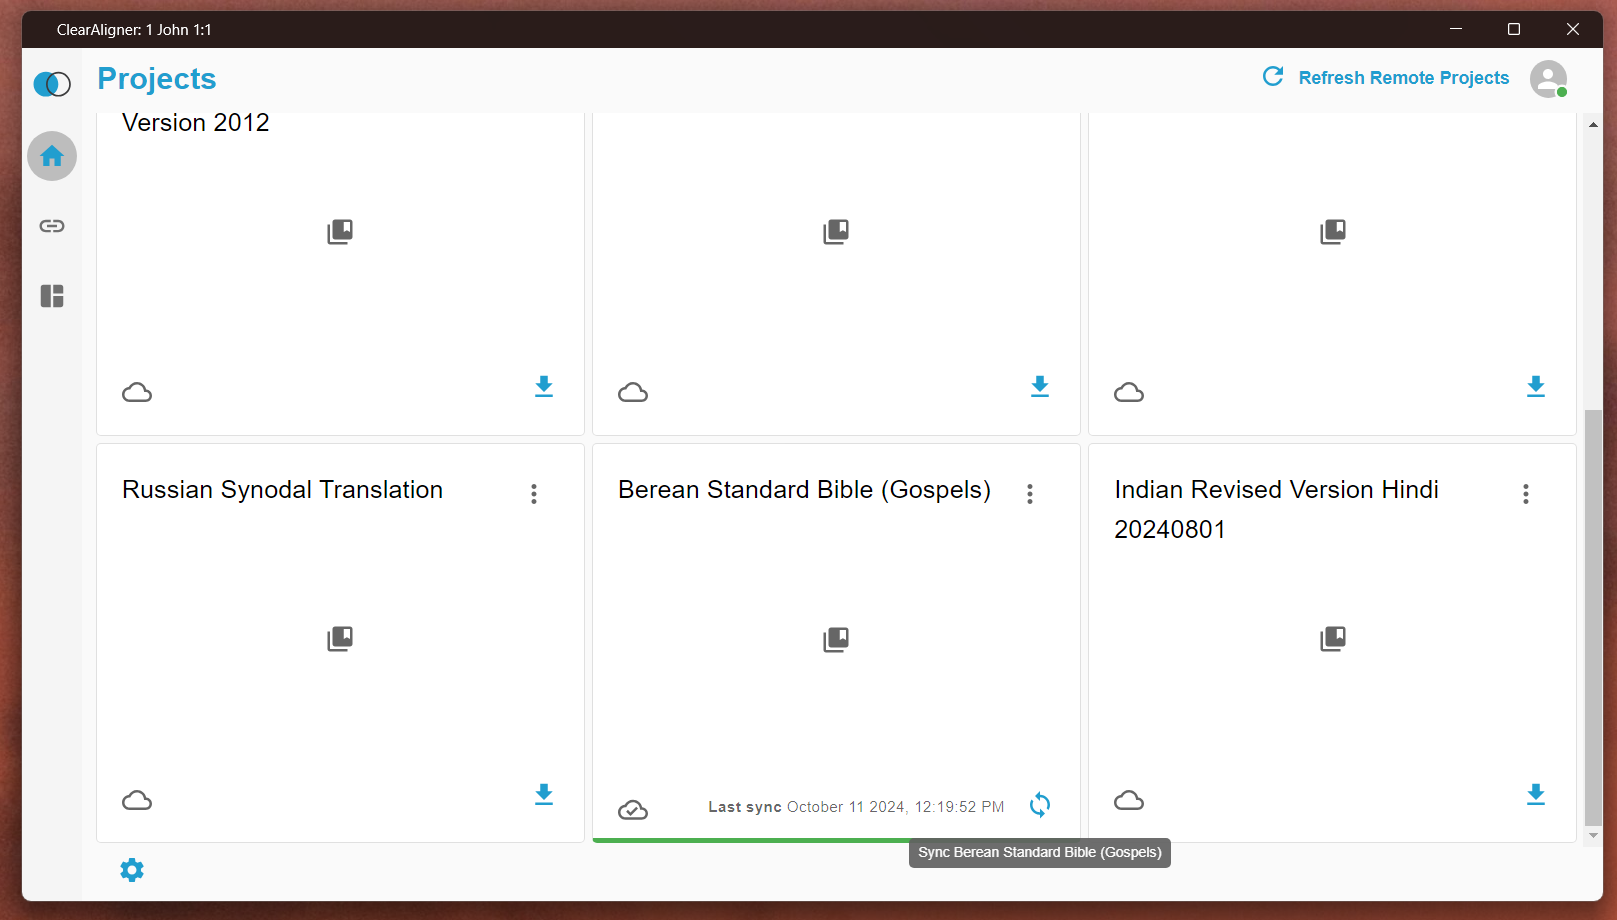 ClearAligner: 1 John 1:1
Projects
Refresh Remote Projects
Version 2012
Russian Synodal Translation
Berean Standard Bible (Gospels)
Indian Revised Version Hindi
20240801
Last sync October 11 2024, 12:19:52 PM
Sync Berean Standard Bible (Gospels)